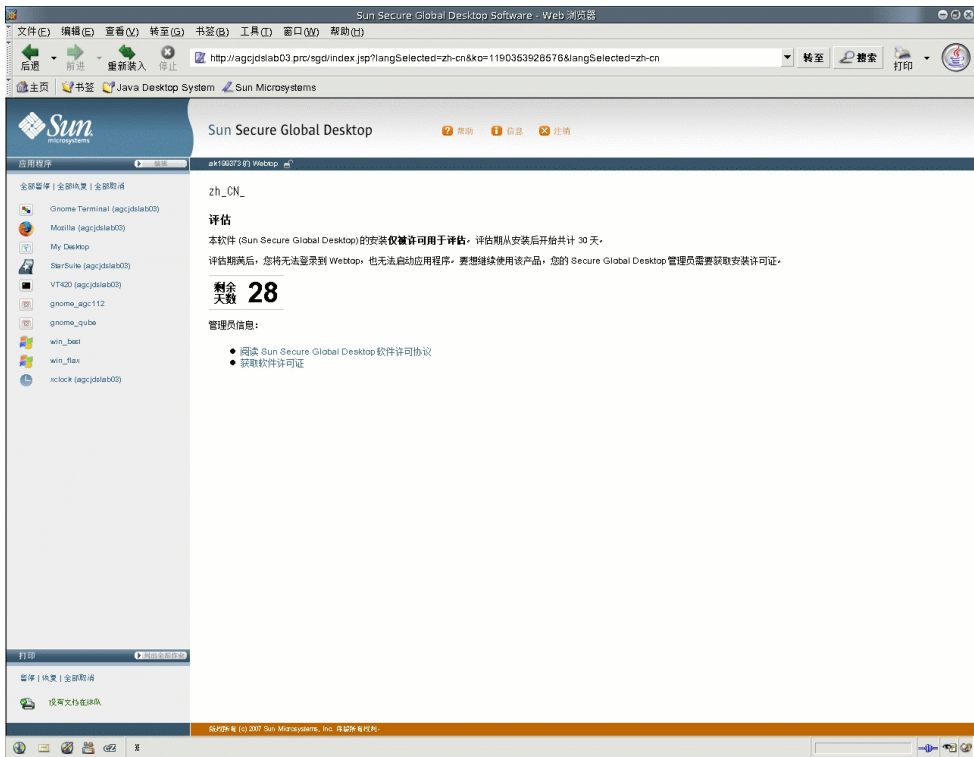 Sun Secure Global Desktop Software - Web 浏览器
文件(F) 编辑(E) 查看(V) 转至(G) 书签(B) 工具(T) 窗口(W) 帮助(H)
后退 前进 重新装入 停止
http://agcjdslab03.prc/sgd/index.jsp?langSelected=zh-cn&ko=1190353928576&langSelected=zh-cn
转至 搜索 打印
主页 书签 Java Desktop System Sun Microsystems
Sun
microsystems
Sun Secure Global Desktop
帮助 信息 注销
应用程序 编辑
ak199373 的 Webtop
全部暂停 | 全部恢复 | 全部取消
Gnome Terminal (agcjdslab03)
Mozilla (agcjdslab03)
My Desktop
StarSuite (agcjdslab03)
VT420 (agcjdslab03)
gnome_agc112
gnome_qube
win_best
win_flax
xclock (agcjdslab03)
zh_CN_
评估
本软件 (Sun Secure Global Desktop)的安装仅被许可用于评估。评估期从安装后开始共计 30 天。
评估期满后，您将无法登录到 Webtop，也无法启动应用程序。要想继续使用该产品，您的 Secure Global Desktop 管理员需要获取安装许可证。
剩余
天数 28
管理员信息：
阅读 Sun Secure Global Desktop 软件许可协议
获取软件许可证
打印 列出全部作业
暂停 | 恢复 | 全部取消
没有文档在排队
版权所有 (c) 2007 Sun Microsystems, Inc. 保留所有权利。